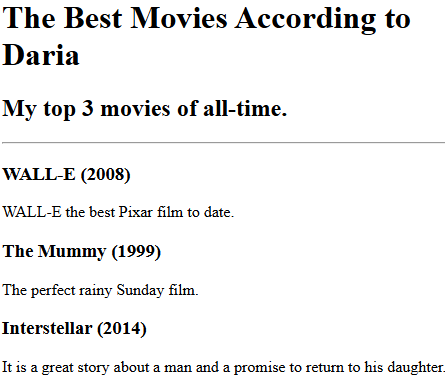 The Best Movies According to
Daria
My top 3 movies of all-time.
WALL-E (2008)
WALL-E the best Pixar film to date.
The Mummy (1999)
The perfect rainy Sunday film.
Interstellar (2014)
It is a great story about a man and a promise to return to his daughter.